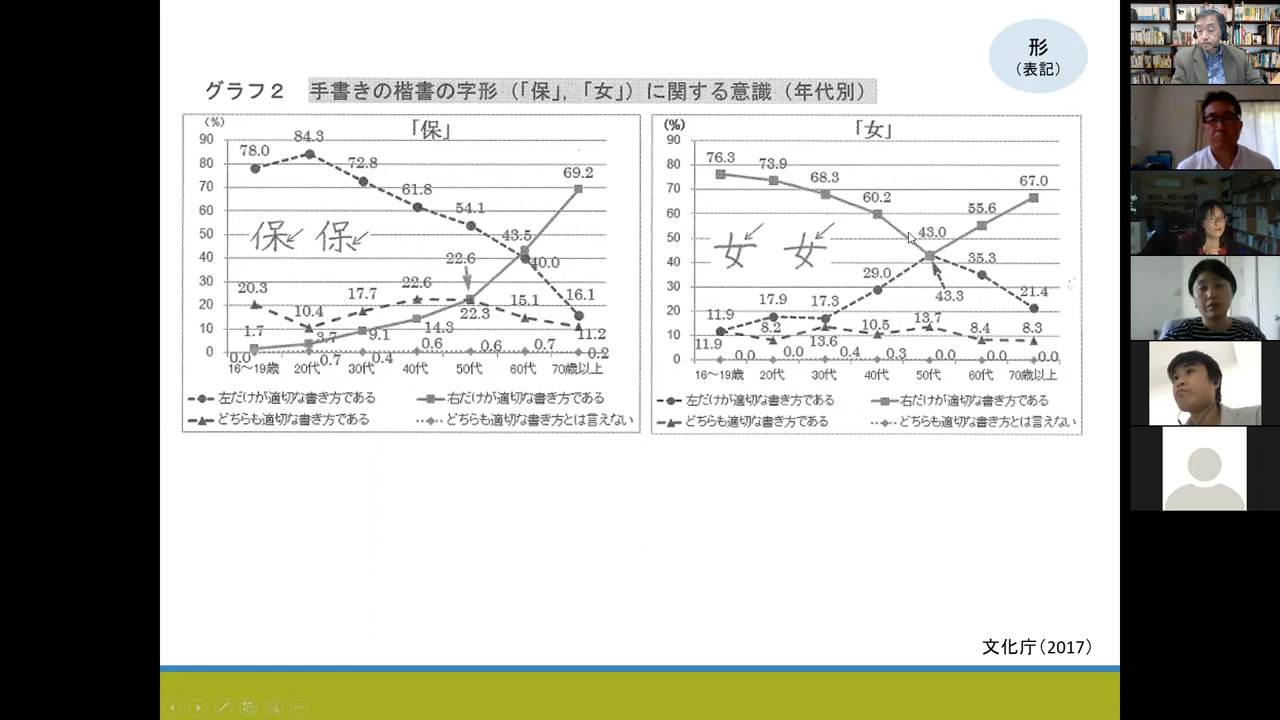 形
（表記）
グラフ２ 手書きの楷書の字形（「保」，「女」）に関する意識（年代別）
(%) 「保」
90
80
70
60
50
40
30
20
10
0
78.0 84.3 72.8 61.8 54.1 40.0 16.1
1.7 3.7 9.1 14.3 22.6 43.5 69.2
20.3 10.4 17.7 22.6 22.3 15.1 11.2
0.0 0.7 0.4 0.6 0.6 0.7 0.2
保 保
16～19歳 20代 30代 40代 50代 60代 70歳以上
左だけが適切な書き方である 右だけが適切な書き方である
どちらも適切な書き方である どちらも適切な書き方とは言えない
(%) 「女」
90
80
70
60
50
40
30
20
10
0
76.3 73.9 68.3 60.2 43.0 55.6 67.0
11.9 17.9 17.3 29.0 43.3 35.3 21.4
11.9 8.2 13.6 10.5 13.7 8.4 8.3
0.0 0.0 0.4 0.3 0.0 0.0 0.0
女 女
16～19歳 20代 30代 40代 50代 60代 70歳以上
左だけが適切な書き方である 右だけが適切な書き方である
どちらも適切な書き方である どちらも適切な書き方とは言えない
文化庁（2017）